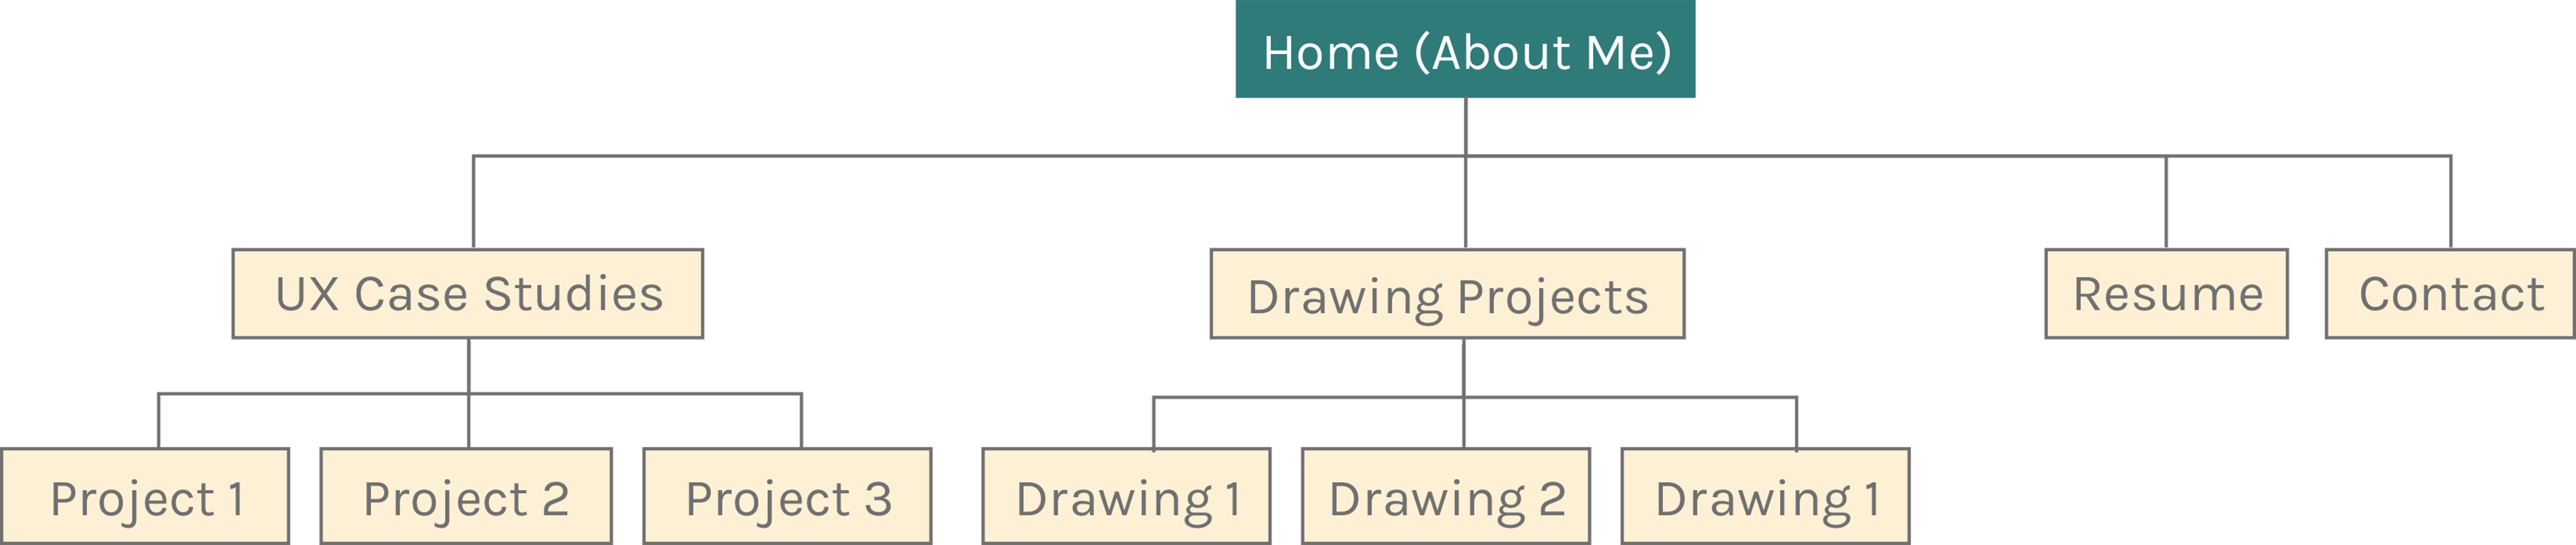 Home (About Me)
UX Case Studies
Drawing Projects
Resume
Contact
Project 1
Project 2
Project 3
Drawing 1
Drawing 2
Drawing 1